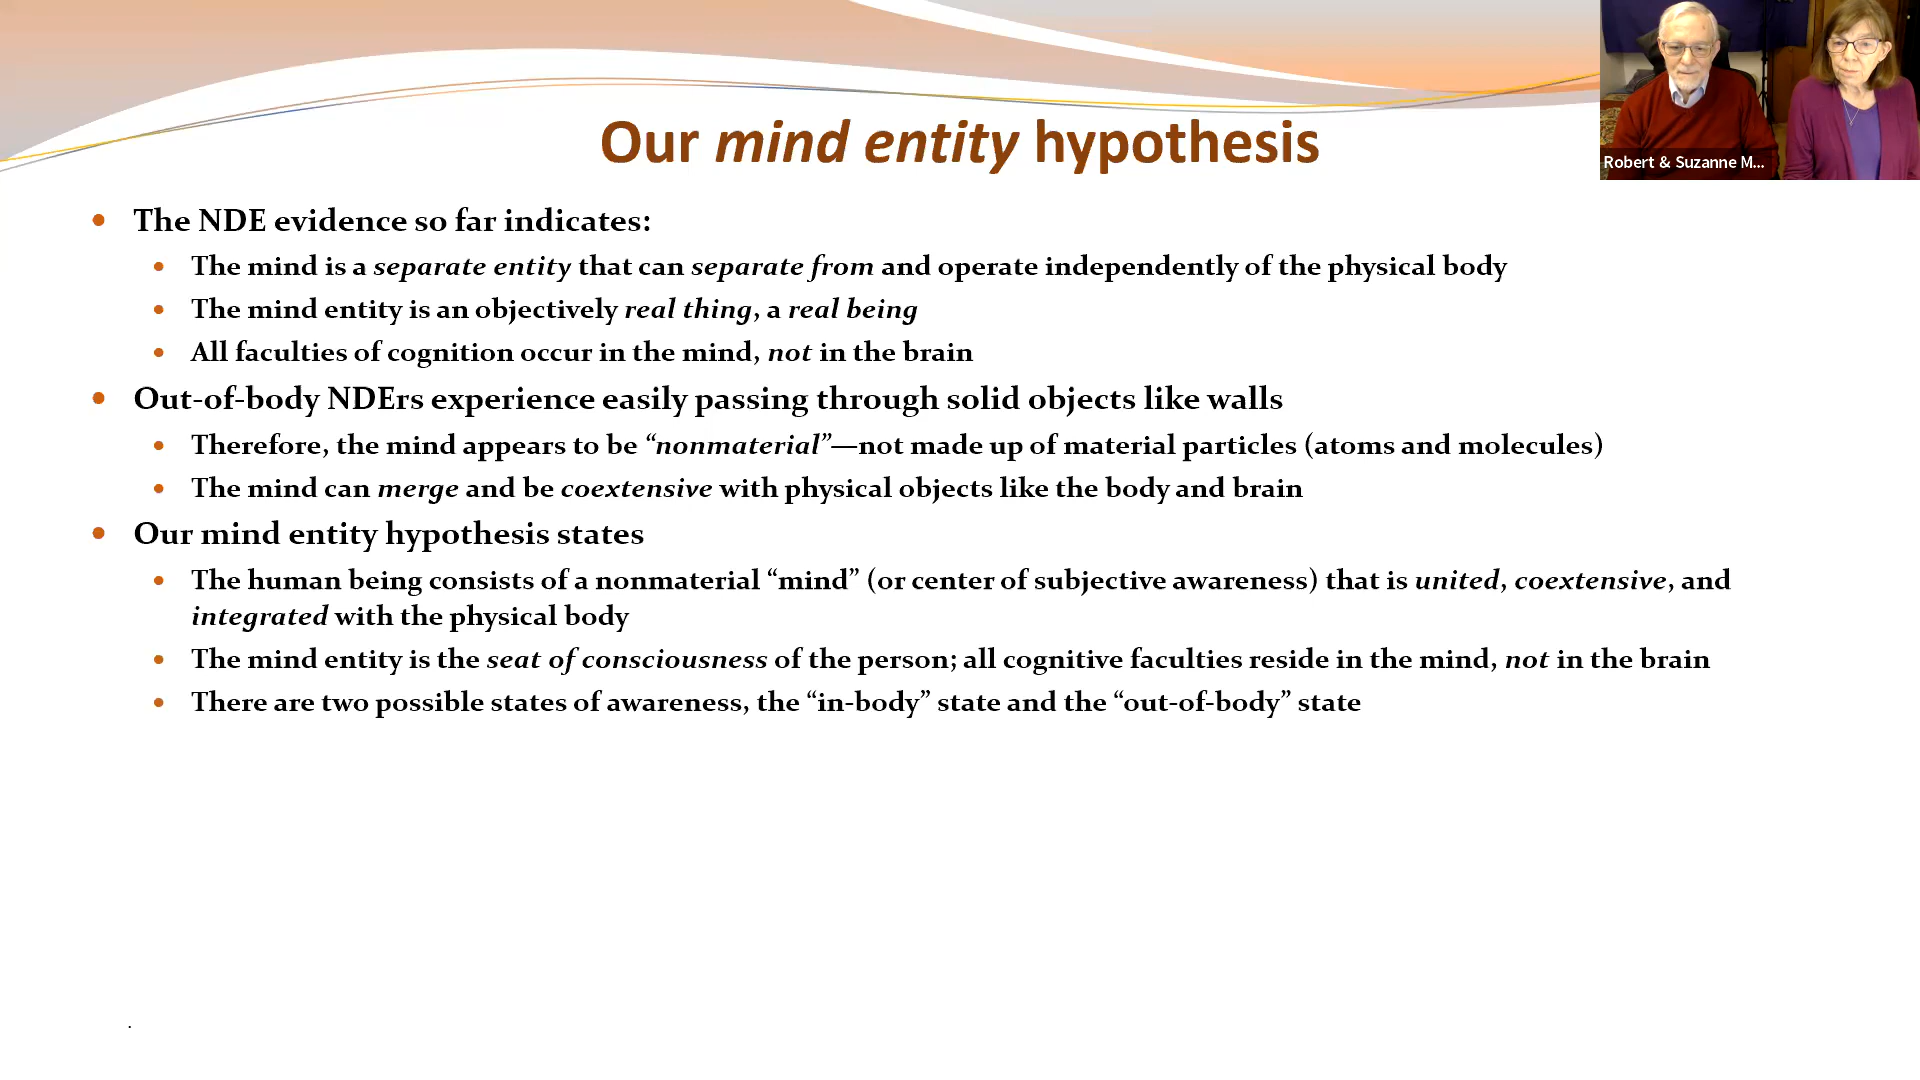 Robert & Suzanne M...
Our mind entity hypothesis
• The NDE evidence so far indicates:
• The mind is a separate entity that can separate from and operate independently of the physical body
• The mind entity is an objectively real thing, a real being
• All faculties of cognition occur in the mind, not in the brain
• Out-of-body NDErs experience easily passing through solid objects like walls
• Therefore, the mind appears to be “nonmaterial”—not made up of material particles (atoms and molecules)
• The mind can merge and be coextensive with physical objects like the body and brain
• Our mind entity hypothesis states
• The human being consists of a nonmaterial “mind” (or center of subjective awareness) that is united, coextensive, and
integrated with the physical body
• The mind entity is the seat of consciousness of the person; all cognitive faculties reside in the mind, not in the brain
• There are two possible states of awareness, the “in-body” state and the “out-of-body” state
.